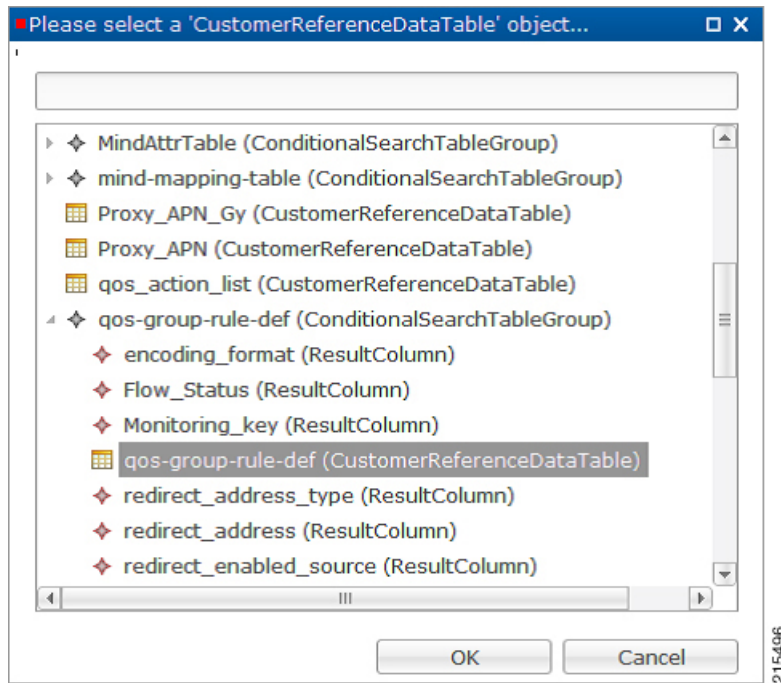 Please select a 'CustomerReferenceDataTable' object...
MindAttrTable (ConditionalSearchTableGroup)
mind-mapping-table (ConditionalSearchTableGroup)
Proxy_APN_Gy (CustomerReferenceDataTable)
Proxy_APN (CustomerReferenceDataTable)
qos_action_list (CustomerReferenceDataTable)
qos-group-rule-def (ConditionalSearchTableGroup)
encoding_format (ResultColumn)
Flow_Status (ResultColumn)
Monitoring_key (ResultColumn)
qos-group-rule-def (CustomerReferenceDataTable)
redirect_address_type (ResultColumn)
redirect_address (ResultColumn)
redirect_enabled_source (ResultColumn)
OK Cancel
215496